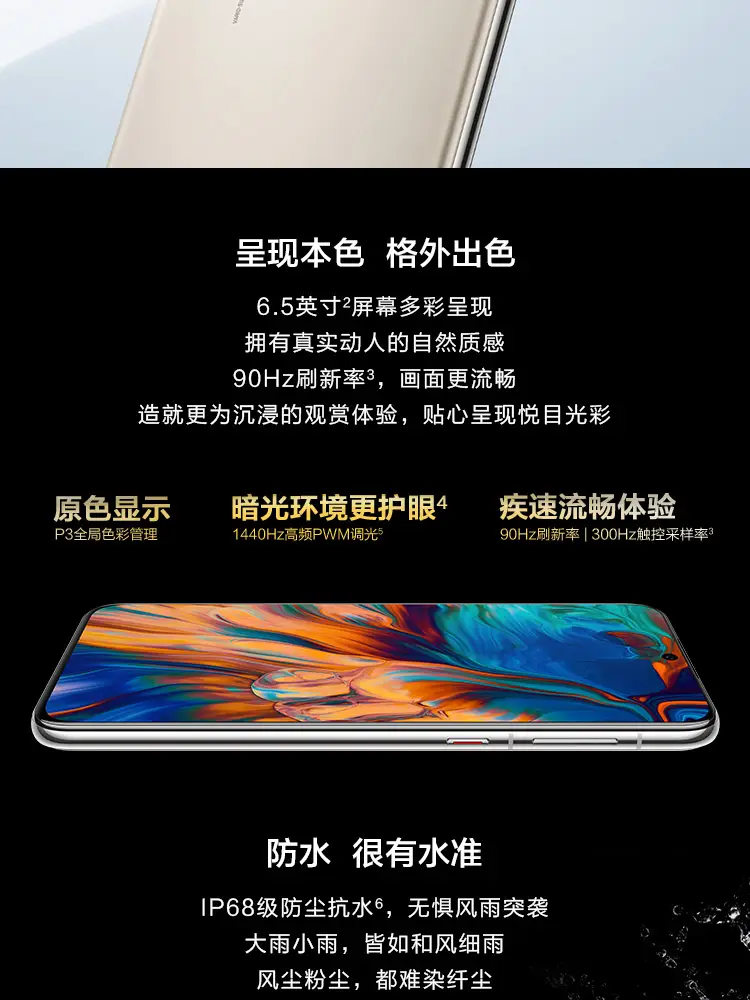 呈现本色 格外出色
6.5英寸²屏幕多彩呈现
拥有真实动人的自然质感
90Hz刷新率³，画面更流畅
造就更为沉浸的观赏体验，贴心呈现悦目光彩
原色显示 暗光环境更护眼⁴ 疾速流畅体验
P3全局色彩管理 1440Hz高频PWM调光⁵ 90Hz刷新率 | 300Hz触控采样率³
防水 很有水准
IP68级防尘抗水⁶，无惧风雨突袭
大雨小雨，皆如和风细雨
风尘粉尘，都难染纤尘